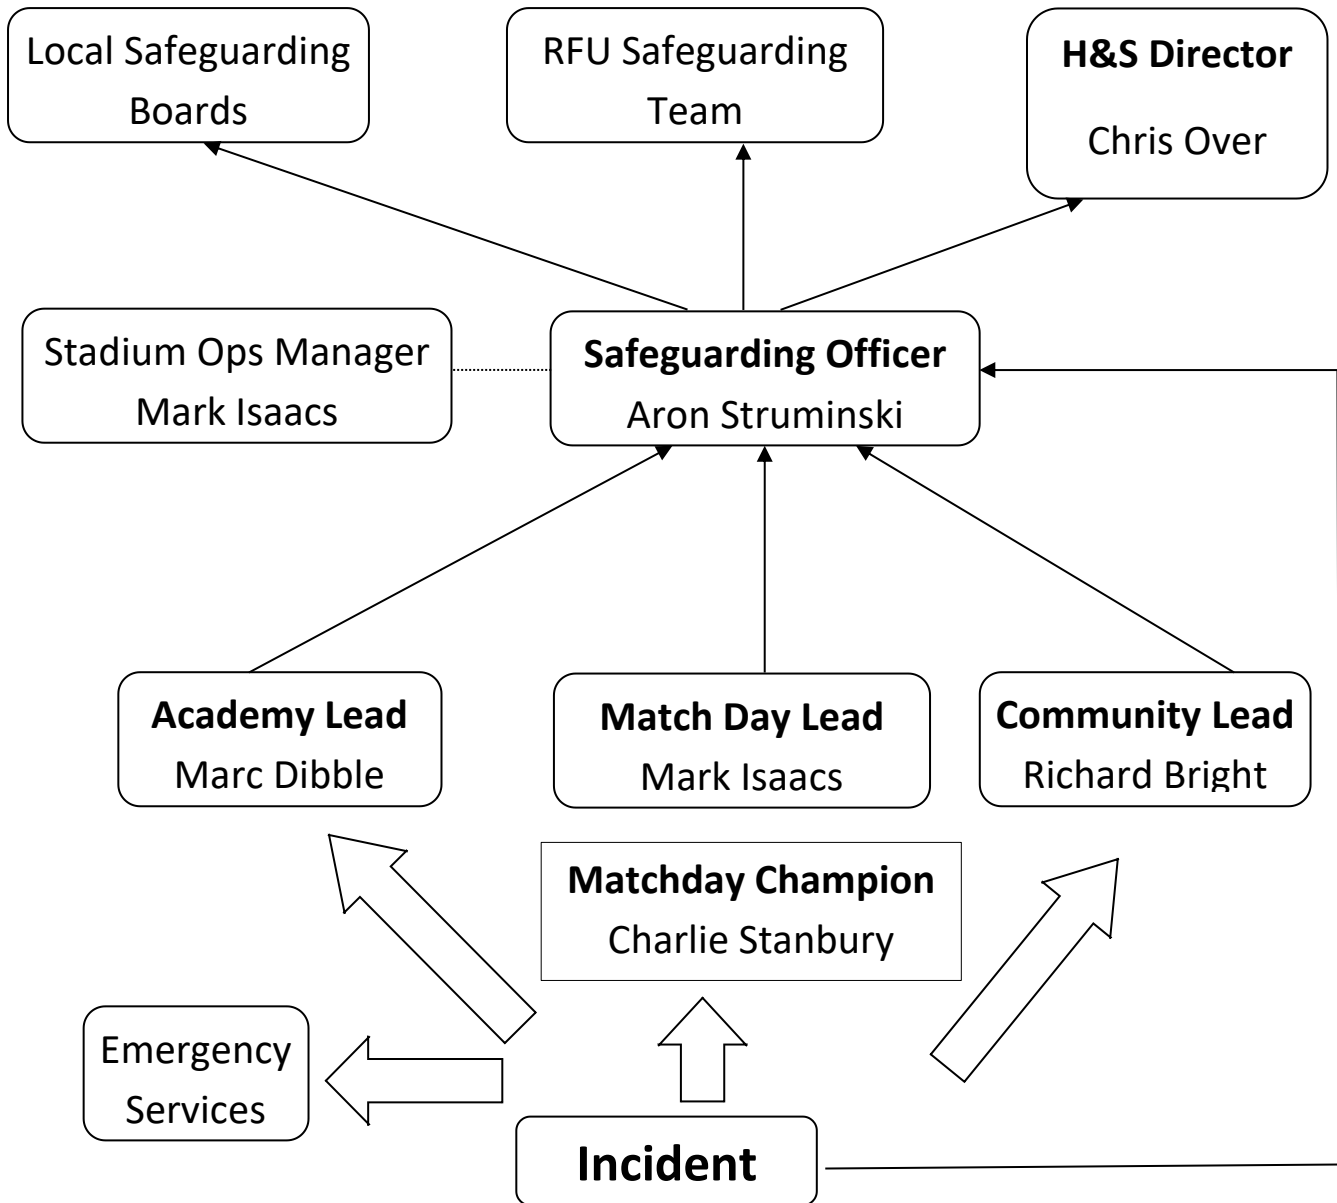 Local Safeguarding
Boards
RFU Safeguarding
Team
H&S Director
Chris Over
Stadium Ops Manager
Mark Isaacs
Safeguarding Officer
Aron Struminski
Academy Lead
Marc Dibble
Match Day Lead
Mark Isaacs
Community Lead
Richard Bright
Matchday Champion
Charlie Stanbury
Emergency
Services
Incident